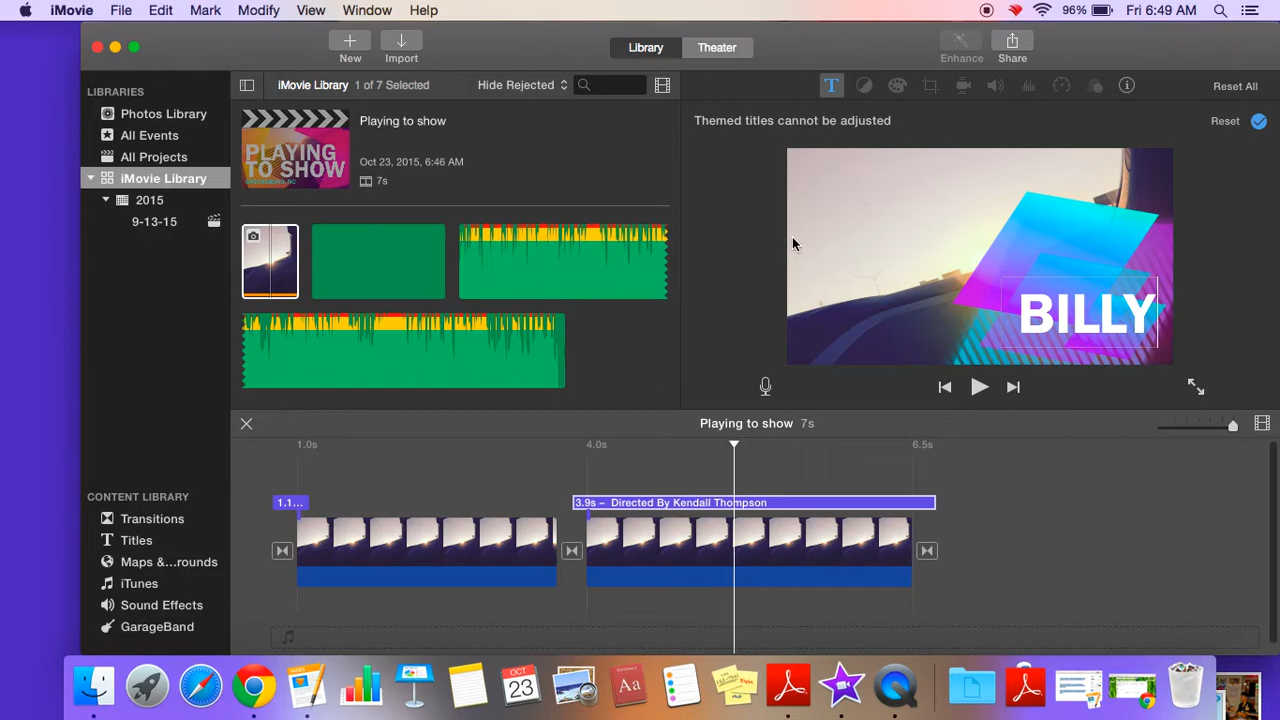 iMovie File Edit Mark Modify View Window Help 96% Fri 6:49 AM
New Import Library Theater Enhance Share
LIBRARIES
Photos Library
All Events
All Projects
iMovie Library
2015
9-13-15
iMovie Library 1 of 7 Selected Hide Rejected
Reset All
Playing to show
Oct 23, 2015, 6:46 AM
7s
PLAYING
TO SHOW
Themed titles cannot be adjusted Reset
BILLY
Playing to show 7s
1.0s 4.0s 6.5s
1.1... 3.9s – Directed By Kendall Thompson
CONTENT LIBRARY
Transitions
T Titles
Maps &...rounds
iTunes
Sound Effects
GarageBand
OCT
23
Aa